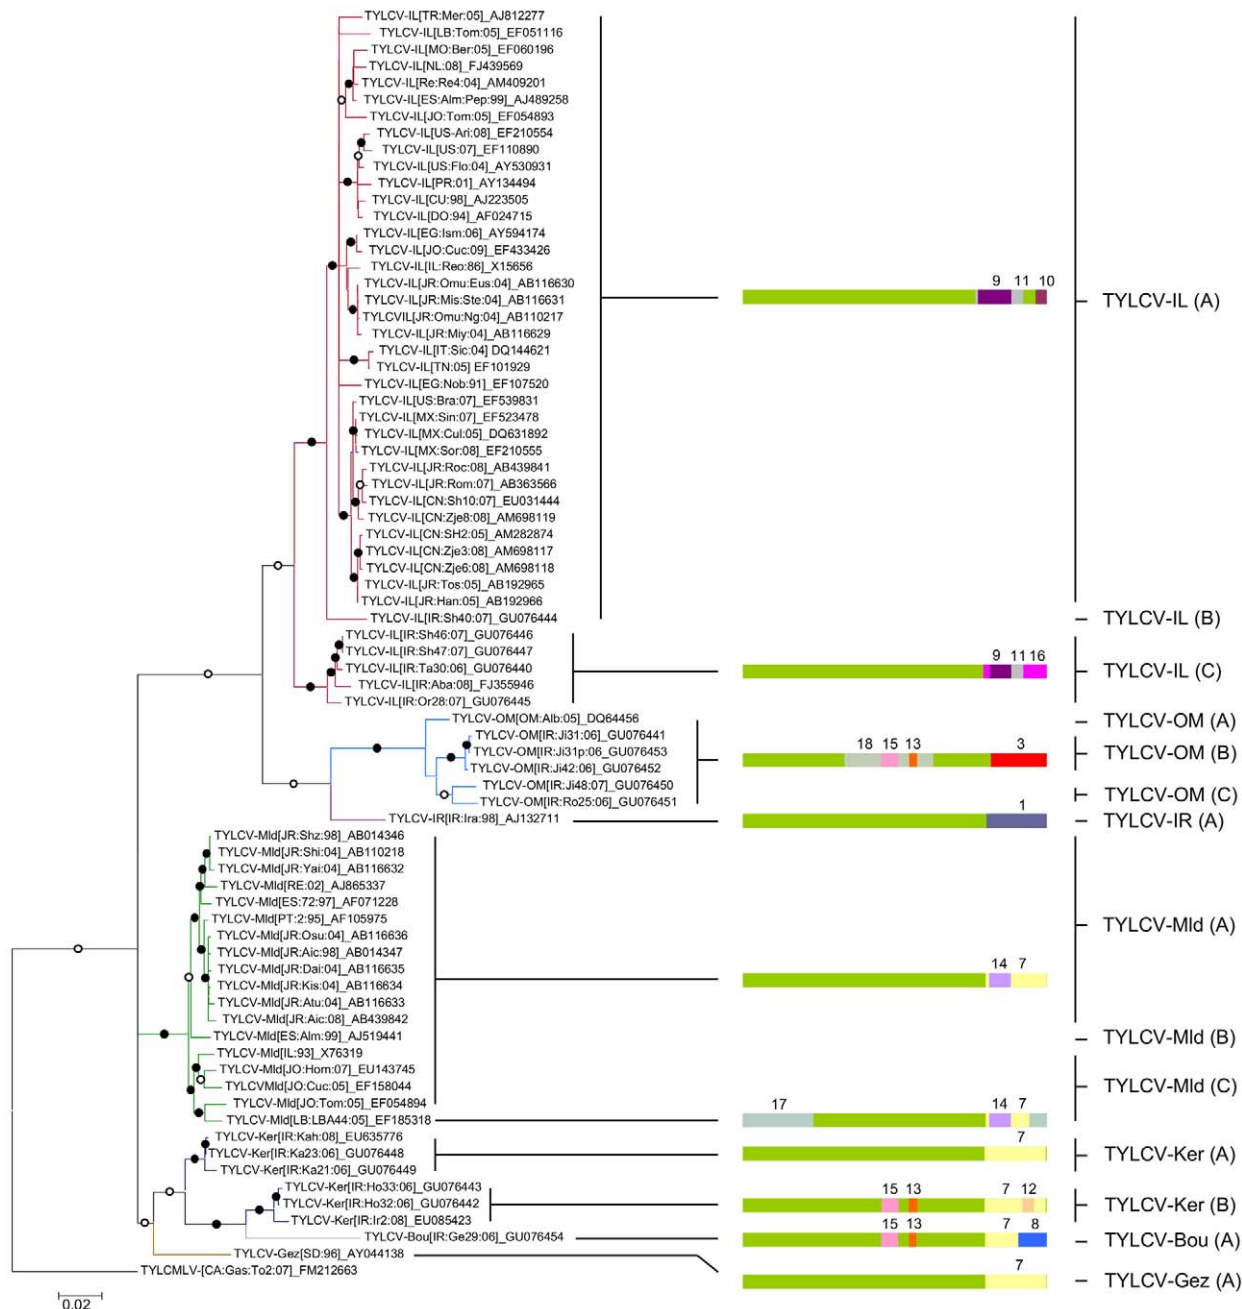 TYLCV-IL[TR:Mer:05]_AJ812277
TYLCV-IL[LB:Tom:05]_EF051116
TYLCV-IL[MO:Ber:05]_EF060196
TYLCV-IL[NL:08]_FJ439569
TYLCV-IL[Re:Re4:04]_AM409201
TYLCV-IL[ES:Alm:Pep:99]_AJ489258
TYLCV-IL[JO:Tom:05]_EF054893
TYLCV-IL[US-Ari:08]_EF210554
TYLCV-IL[US:07]_EF110890
TYLCV-IL[US:Flo:04]_AY530931
TYLCV-IL[PR:01]_AY134494
TYLCV-IL[CU:98]_AJ223505
TYLCV-IL[DO:94]_AF024715
TYLCV-IL[EG:Ism:06]_AY594174
TYLCV-IL[JO:Cuc:09]_EF433426
TYLCV-IL[IL:Reo:86]_X15656
TYLCV-IL[JR:Omu:Eus:04]_AB116630
9 11 10
TYLCV-IL[JR:Mis:Ste:04]_AB116631
TYLCV-IL (A)
TYLCVIL[JR:Omu:Ng:04]_AB110217
TYLCV-IL[JR:Miy:04]_AB116629
TYLCV-IL[IT:Sic:04] DQ144621
TYLCV-IL[TN:05] EF101929
TYLCV-IL[EG:Nob:91]_EF107520
TYLCV-IL[US:Bra:07]_EF539831
TYLCV-IL[MX:Sin:07]_EF523478
TYLCV-IL[MX:Cul:05]_DQ631892
TYLCV-IL[MX:Sor:08]_EF210555
TYLCV-IL[JR:Roc:08]_AB439841
TYLCV-IL[JR:Rom:07]_AB363566
TYLCV-IL[CN:Sh10:07]_EU031444
TYLCV-IL[CN:Zje8:08]_AM698119
TYLCV-IL[CN:SH2:05]_AM282874
TYLCV-IL[CN:Zje3:08]_AM698117
TYLCV-IL[CN:Zje6:08]_AM698118
TYLCV-IL[JR:Tos:05]_AB192965
TYLCV-IL[JR:Han:05]_AB192966
TYLCV-IL[IR:Sh40:07]_GU076444
TYLCV-IL (B)
TYLCV-IL[IR:Sh46:07]_GU076446
TYLCV-IL[IR:Sh47:07]_GU076447
9 11 16
TYLCV-IL[IR:Ta30:06]_GU076440
TYLCV-IL (C)
TYLCV-IL[IR:Aba:08]_FJ355946
TYLCV-IL[IR:Or28:07]_GU076445
TYLCV-OM[OM:Alb:05]_DQ64456
TYLCV-OM (A)
TYLCV-OM[IR:Ji31:06]_GU076441
18 15 13 3
TYLCV-OM[IR:Ji31p:06_GU076453
TYLCV-OM (B)
TYLCV-OM[IR:Ji42:06]_GU076452
TYLCV-OM[IR:Ji48:07]_GU076450
TYLCV-OM (C)
TYLCV-OM[IR:Ro25:06]_GU076451
1
TYLCV-IR[IR:Ira:98]_AJ132711
TYLCV-IR (A)
TYLCV-Mld[JR:Shz:98]_AB014346
TYLCV-Mld[JR:Shi:04]_AB110218
TYLCV-Mld[JR:Yai:04]_AB116632
TYLCV-Mld[RE:02]_AJ865337
TYLCV-Mld[ES:72:97]_AF071228
TYLCV-Mld[PT:2:95]_AF105975
TYLCV-Mld (A)
TYLCV-Mld[JR:Osu:04]_AB116636
TYLCV-Mld[JR:Aic:98]_AB014347
TYLCV-Mld[JR:Dai:04]_AB116635
14 7
TYLCV-Mld[JR:Kis:04]_AB116634
TYLCV-Mld[JR:Atu:04]_AB116633
TYLCV-Mld[JR:Aic:08]_AB439842
TYLCV-Mld[ES:Alm:99]_AJ519441
TYLCV-Mld (B)
TYLCV-Mld[IL:93]_X76319
TYLCV-Mld[JO:Hom:07]_EU143745
TYLCVMld[JO:Cuc:05]_EF158044
TYLCV-Mld (C)
TYLCV-Mld[JO:Tom:05]_EF054894
17 14 7
TYLCV-Mld[LB:LBA44:05]_EF185318
TYLCV-Ker[IR:Kah:08]_EU635776
7
TYLCV-Ker[IR:Ka23:06]_GU076448
TYLCV-Ker (A)
TYLCV-Ker[IR:Ka21:06]_GU076449
TYLCV-Ker[IR:Ho33:06]_GU076443
15 13 7 12
TYLCV-Ker[IR:Ho32:06]_GU076442
TYLCV-Ker (B)
TYLCV-Ker[IR:Ir2:08]_EU085423
15 13 7 8
TYLCV-Bou[IR:Ge29:06]_GU076454
TYLCV-Bou (A)
TYLCV-Gez[SD:96]_AY044138
7
TYLCMLV-[CA:Gas:To2:07]_FM212663
TYLCV-Gez (A)
0.02